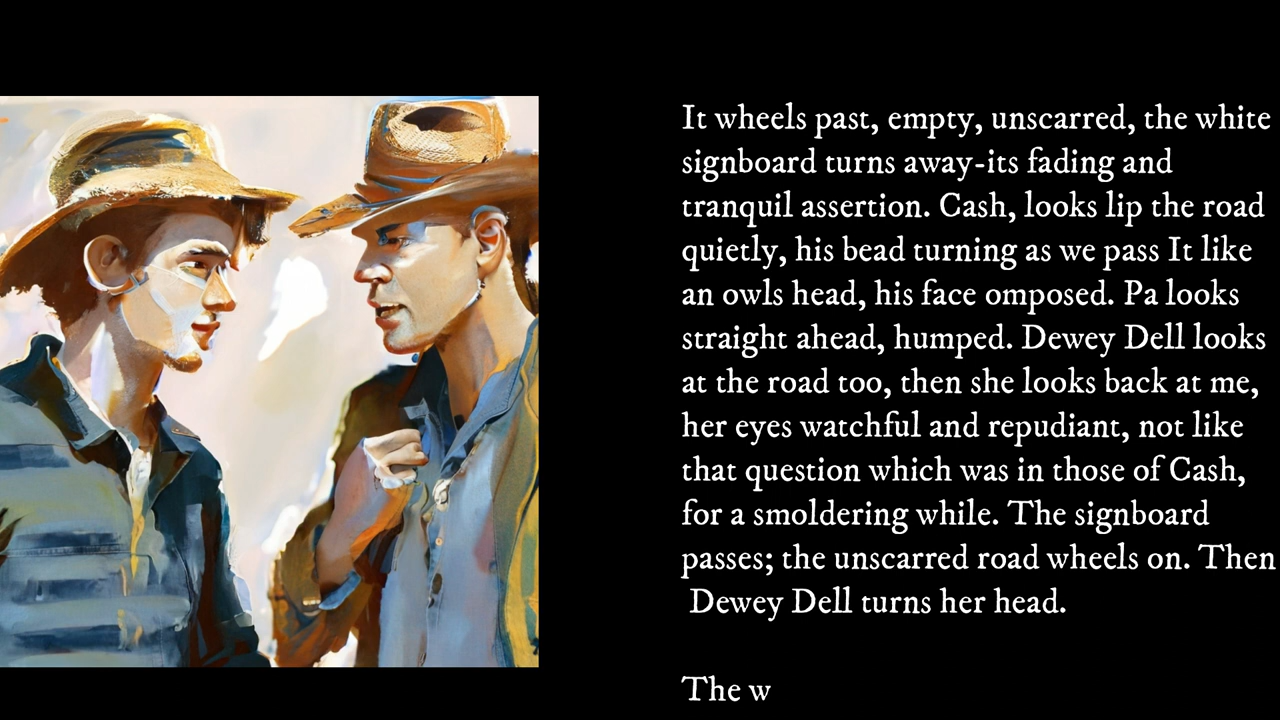 It wheels past, empty, unscarred, the white
signboard turns away-its fading and
tranquil assertion. Cash, looks lip the road
quietly, his bead turning as we pass It like
an owls head, his face omposed. Pa looks
straight ahead, humped. Dewey Dell looks
at the road too, then she looks back at me,
her eyes watchful and repudiant, not like
that question which was in those of Cash,
for a smoldering while. The signboard
passes; the unscarred road wheels on. Then
Dewey Dell turns her head.
The w